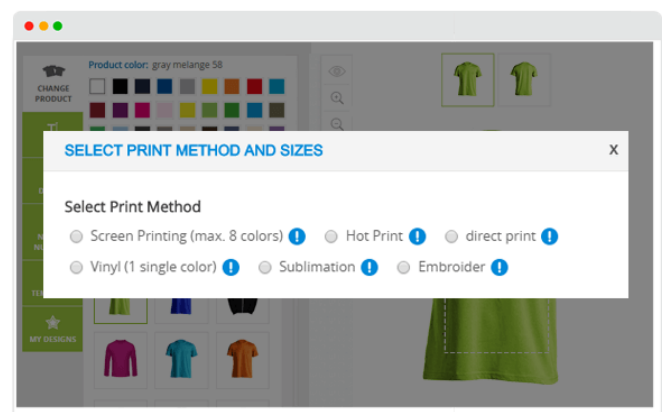 Product color: gray melange 58
CHANGE
PRODUCT
SELECT PRINT METHOD AND SIZES X
Select Print Method
Screen Printing (max. 8 colors) ! Hot Print ! direct print !
Vinyl (1 single color) ! Sublimation ! Embroider !
MY DESIGNS